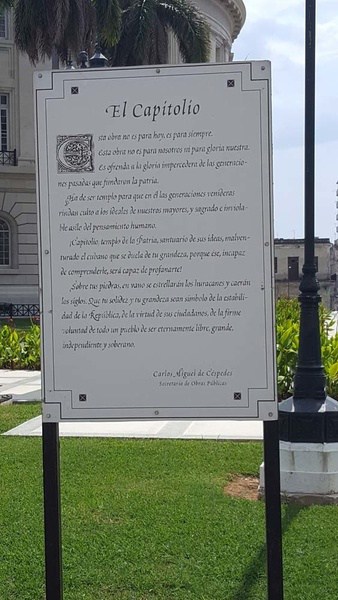 El Capitolio
Esta obra no es para hoy, es para siempre.
Esta obra no es para nosotros ni para gloria nuestra.
Es ofrenda a la gloria impercedera de las generacio-
nes pasadas que fundaron la patria.
Ha de ser templo para que en él las generaciones venideras
rindan culto a los ideales de nuestros mayores, y sagrado e inviola-
ble asilo del pensamiento humano.
¡Capitolio, templo de la Patria, santuario de sus ideas, malven-
turado el cubano que se duela de tu grandeza, porque ese, incapaz
de comprenderte, será capaz de profanarte!
Sobre tus piedras, en vano se estrellarán los huracanes y caerán
los siglos. Que tu solidez y tu grandeza sean símbolo de la estabili-
dad de la República, de la virtud de sus ciudadanos, de la firme
voluntad de todo un pueblo de ser eternamente libre, grande,
independiente y soberano.
Carlos Miguel de Céspedes
Secretario de Obras Públicas